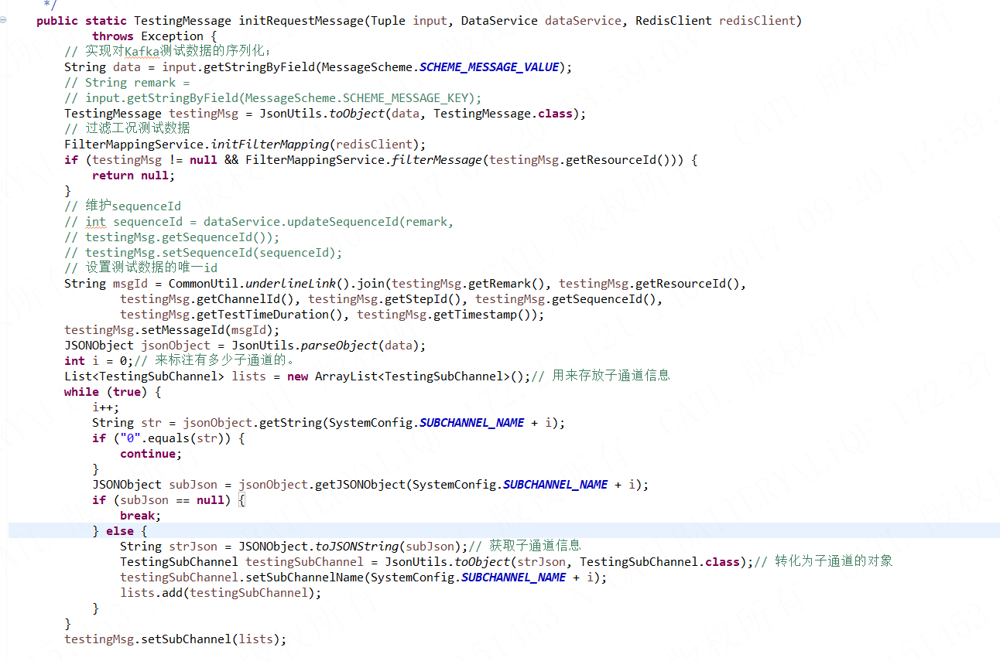 */
public static TestingMessage initRequestMessage(Tuple input, DataService dataService, RedisClient redisClient)
throws Exception {
// 实现对Kafka测试数据的序列化;
String data = input.getStringByField(MessageScheme.SCHEME_MESSAGE_VALUE);
// String remark =
// input.getStringByField(MessageScheme.SCHEME_MESSAGE_KEY);
TestingMessage testingMsg = JsonUtils.toObject(data, TestingMessage.class);
// 过滤工况测试数据
FilterMappingService.initFilterMapping(redisClient);
if (testingMsg != null && FilterMappingService.filterMessage(testingMsg.getResourceId())) {
return null;
}
// 维护sequenceId
// int sequenceId = dataService.updateSequenceId(remark,
// testingMsg.getSequenceId());
// testingMsg.setSequenceId(sequenceId);
// 设置测试数据的唯一id
String msgId = CommonUtil.underlineLink().join(testingMsg.getRemark(), testingMsg.getResourceId(),
testingMsg.getChannelId(), testingMsg.getStepId(), testingMsg.getSequenceId(),
testingMsg.getTestTimeDuration(), testingMsg.getTimestamp());
testingMsg.setMessageId(msgId);
JSONObject jsonObject = JsonUtils.parseObject(data);
int i = 0;// 来标注有多少子通道的。
List<TestingSubChannel> lists = new ArrayList<TestingSubChannel>();// 用来存放子通道信息
while (true) {
i++;
String str = jsonObject.getString(SystemConfig.SUBCHANNEL_NAME + i);
if ("0".equals(str)) {
continue;
}
JSONObject subJson = jsonObject.getJSONObject(SystemConfig.SUBCHANNEL_NAME + i);
if (subJson == null) {
break;
} else {
String strJson = JSONObject.toJSONString(subJson);// 获取子通道信息
TestingSubChannel testingSubChannel = JsonUtils.toObject(strJson, TestingSubChannel.class);// 转化为子通道的对象
testingSubChannel.setSubChannelName(SystemConfig.SUBCHANNEL_NAME + i);
lists.add(testingSubChannel);
}
}
testingMsg.setSubChannel(lists);